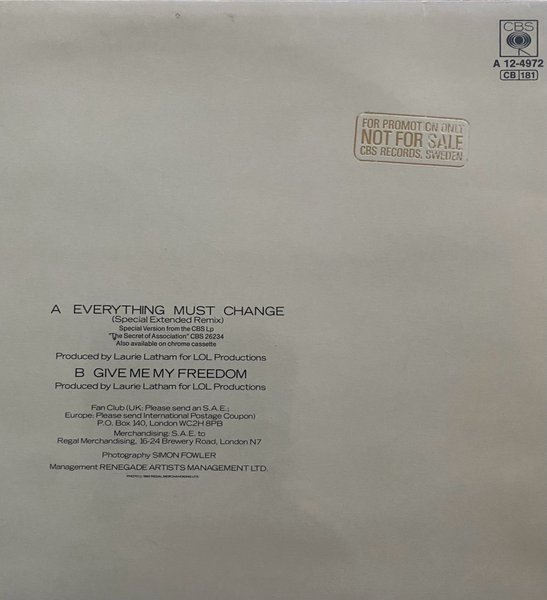 CBS
A 12-4972
CB 181
FOR PROMOTION ONLY
NOT FOR SALE
CBS RECORDS, SWEDEN
A EVERYTHING MUST CHANGE
(Special Extended Remix)
Special Version from the CBS Lp
"The Secret of Association" CBS 26234
Also available on chrome cassette
Produced by Laurie Latham for LOL Productions
B GIVE ME MY FREEDOM
Produced by Laurie Latham for LOL Productions
Fan Club (UK: Please send an S.A.E.;
Europe: Please send International Postage Coupon)
P.O. Box 140, London WC2H 8PB
Merchandising: S.A.E. to
Regal Merchandising, 16-24 Brewery Road, London N7
Photography SIMON FOWLER
Management RENEGADE ARTISTS MANAGEMENT LTD.
REGAL MERCHANDISING LTD.